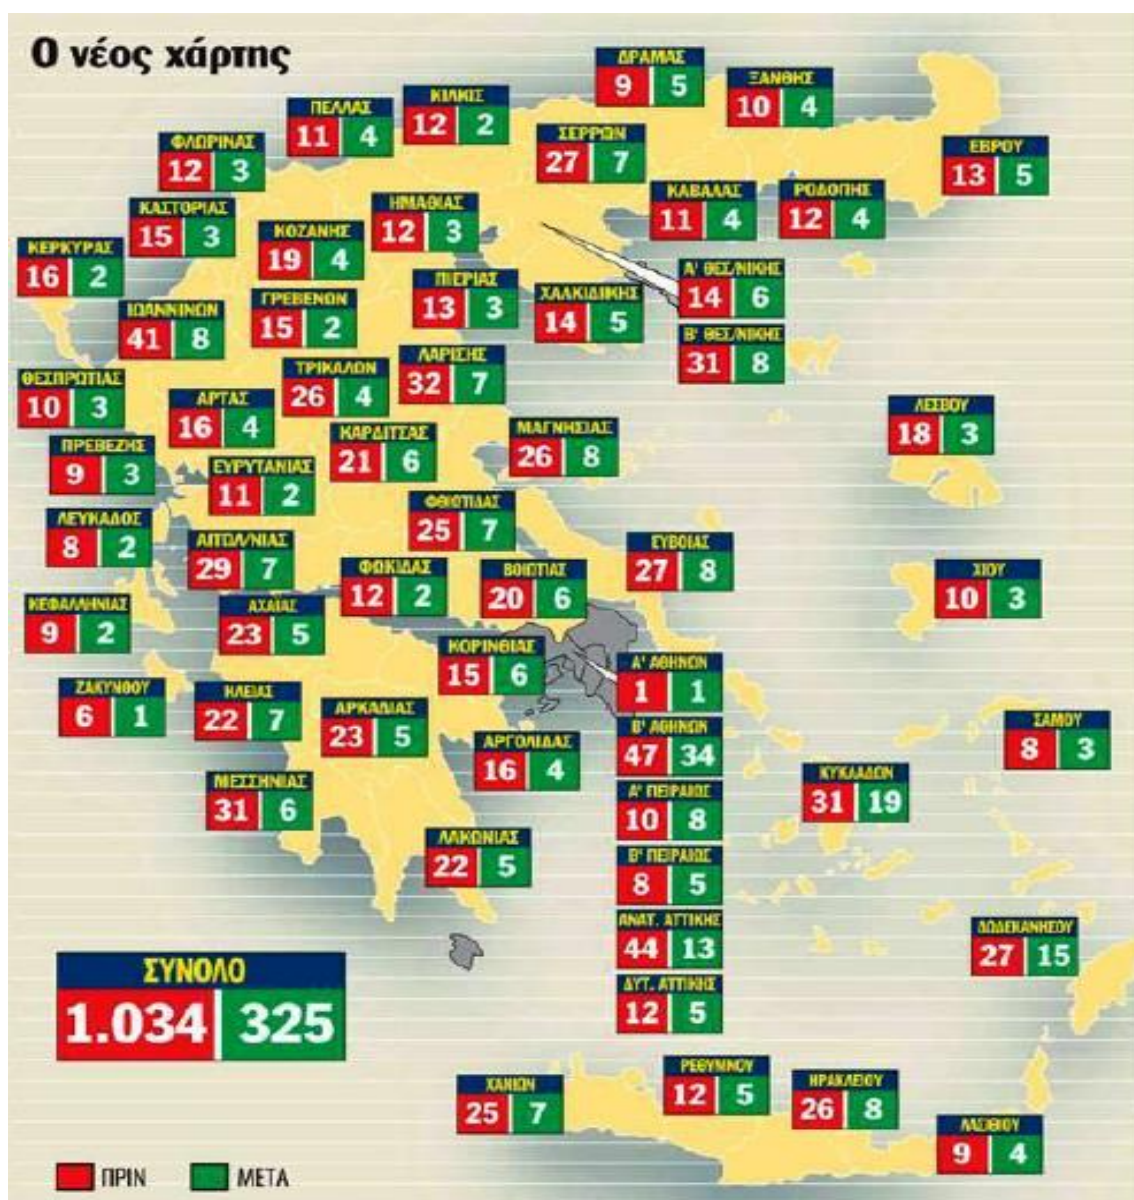 Ο νέος χάρτης
ΔΡΑΜΑΣ
9 5
ΞΑΝΘΗΣ
10 4
ΚΙΛΚΙΣ
12 2
ΠΕΛΛΑΣ
11 4
ΦΛΩΡΙΝΑΣ
12 3
ΣΕΡΡΩΝ
27 7
ΕΒΡΟΥ
13 5
ΚΑΒΑΛΑΣ
11 4
ΡΟΔΟΠΗΣ
12 4
ΚΑΣΤΟΡΙΑΣ
15 3
ΗΜΑΘΙΑΣ
12 3
ΚΟΖΑΝΗΣ
19 4
ΚΕΡΚΥΡΑΣ
16 2
ΠΙΕΡΙΑΣ
13 3
ΧΑΛΚΙΔΙΚΗΣ
14 5
Α' ΘΕΣ/ΝΙΚΗΣ
14 6
ΓΡΕΒΕΝΩΝ
15 2
ΙΩΑΝΝΙΝΩΝ
41 8
Β' ΘΕΣ/ΝΙΚΗΣ
31 8
ΛΑΡΙΣΗΣ
32 7
ΤΡΙΚΑΛΩΝ
26 4
ΘΕΣΠΡΩΤΙΑΣ
10 3
ΑΡΤΑΣ
16 4
ΛΕΣΒΟΥ
18 3
ΚΑΡΔΙΤΣΑΣ
21 6
ΜΑΓΝΗΣΙΑΣ
26 8
ΠΡΕΒΕΖΗΣ
9 3
ΕΥΡΥΤΑΝΙΑΣ
11 2
ΦΘΙΩΤΙΔΑΣ
25 7
ΛΕΥΚΑΔΟΣ
8 2
ΑΙΤΩΛ/ΝΙΑΣ
29 7
ΕΥΒΟΙΑΣ
27 8
ΦΩΚΙΔΑΣ
12 2
ΒΟΙΩΤΙΑΣ
20 6
ΧΙΟΥ
10 3
ΚΕΦΑΛΛΗΝΙΑΣ
9 2
ΑΧΑΪΑΣ
23 5
ΚΟΡΙΝΘΙΑΣ
15 6
Α' ΑΘΗΝΩΝ
1 1
ΖΑΚΥΝΘΟΥ
6 1
ΗΛΕΙΑΣ
22 7
ΑΡΚΑΔΙΑΣ
23 5
Β' ΑΘΗΝΩΝ
47 34
ΣΑΜΟΥ
8 3
ΑΡΓΟΛΙΔΑΣ
16 4
ΜΕΣΣΗΝΙΑΣ
31 6
Α' ΠΕΙΡΑΙΩΣ
10 8
ΚΥΚΛΑΔΩΝ
31 19
ΛΑΚΩΝΙΑΣ
22 5
Β' ΠΕΙΡΑΙΩΣ
8 5
ΑΝΑΤ. ΑΤΤΙΚΗΣ
44 13
ΔΩΔΕΚΑΝΗΣΟΥ
27 15
ΔΥΤ. ΑΤΤΙΚΗΣ
12 5
ΣΥΝΟΛΟ
1.034 325
ΧΑΝΙΩΝ
25 7
ΡΕΘΥΜΝΟΥ
12 5
ΗΡΑΚΛΕΙΟΥ
26 8
ΛΑΣΙΘΙΟΥ
9 4
ΠΡΙΝ ΜΕΤΑ